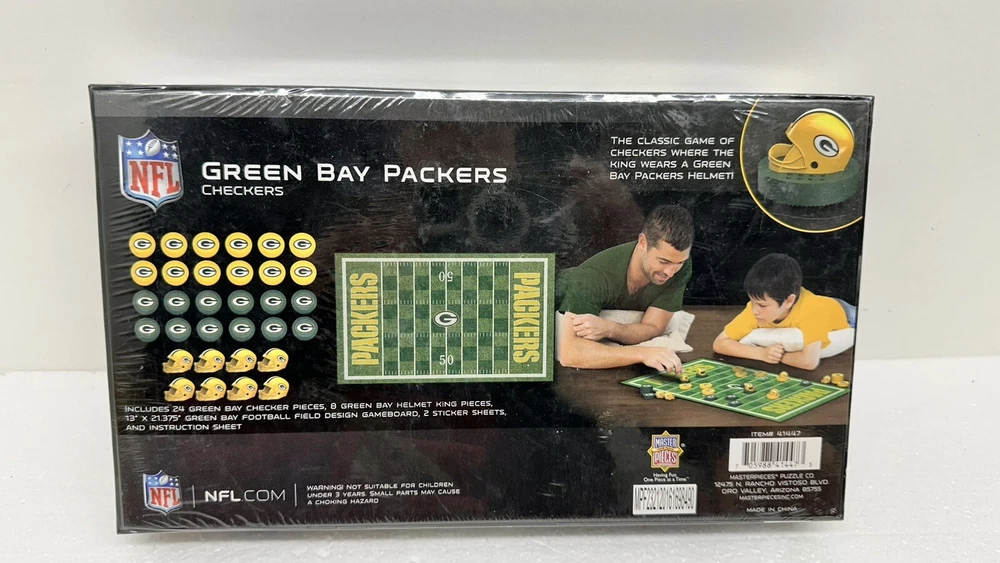 NFL
GREEN BAY PACKERS
CHECKERS
THE CLASSIC GAME OF
CHECKERS WHERE THE
KING WEARS A GREEN
BAY PACKERS HELMET!
G
PACKERS
50
G
50
PACKERS
INCLUDES 24 GREEN BAY CHECKER PIECES, 8 GREEN BAY HELMET KING PIECES,
13" X 21.375" GREEN BAY FOOTBALL FIELD DESIGN GAMEBOARD, 2 STICKER SHEETS,
AND INSTRUCTION SHEET
NFL
NFL.COM
WARNING! NOT SUITABLE FOR CHILDREN
UNDER 3 YEARS. SMALL PARTS MAY CAUSE
A CHOKING HAZARD
MASTER
PIECES
Having Fun,
One Piece at a Time
ITEM# 41447
7 05988 41447 3
MASTERPIECES® PUZZLE CO.
12475 N. RANCHO VISTOSO BLVD.
ORO VALLEY, ARIZONA 85755
MASTERPIECESINC.COM
MADE IN CHINA